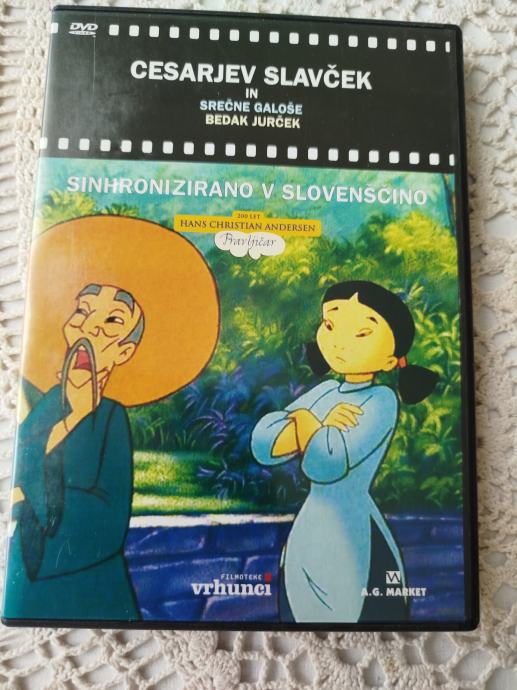 DVD
VIDEO
CESARJEV SLAVČEK
IN
SREČNE GALOŠE
BEDAK JURČEK
SINHRONIZIRANO V SLOVENŠČINO
200 LET
HANS CHRISTIAN ANDERSEN
Pravljičar
FILMOTEKE
vrhunci
A.G. MARKET